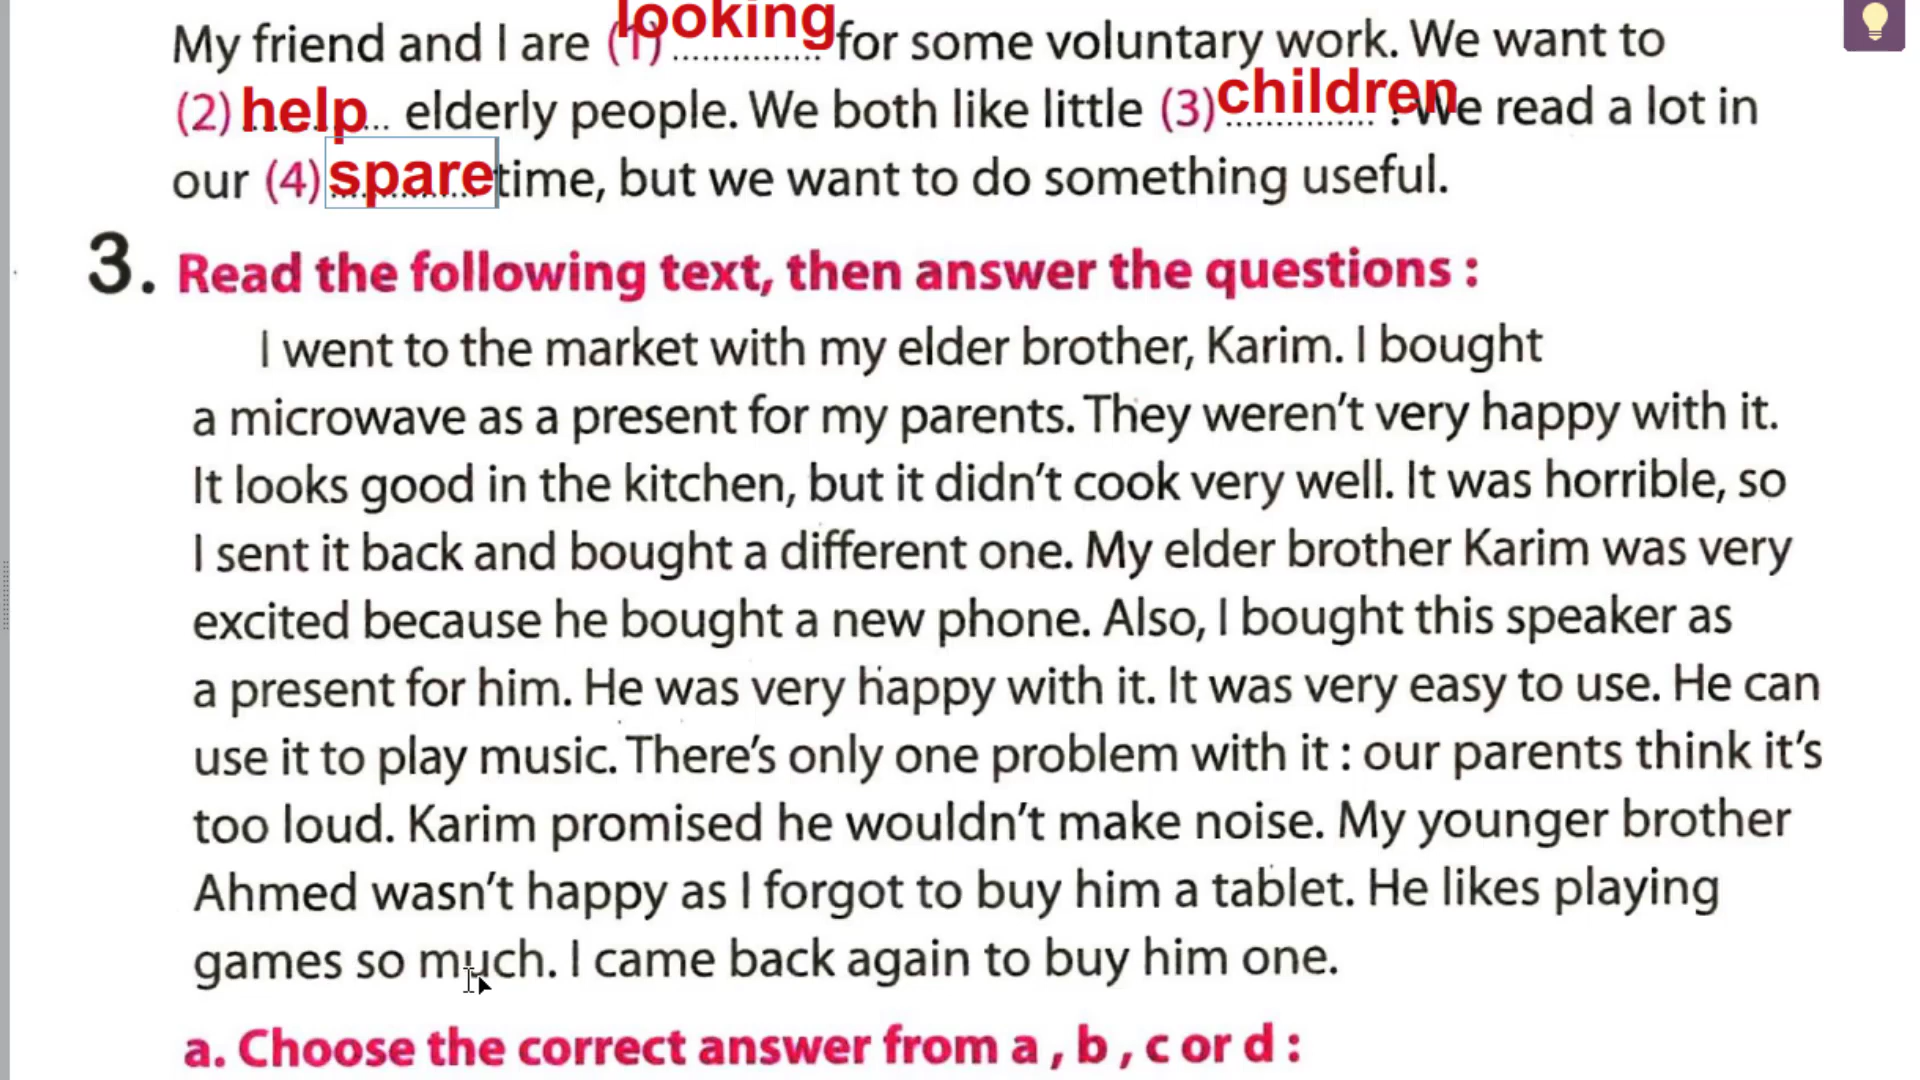 My friend and I are (1) looking for some voluntary work. We want to
(2) help elderly people. We both like little (3) children. We read a lot in
our (4) spare time, but we want to do something useful.
3. Read the following text, then answer the questions :
I went to the market with my elder brother, Karim. I bought
a microwave as a present for my parents. They weren't very happy with it.
It looks good in the kitchen, but it didn't cook very well. It was horrible, so
I sent it back and bought a different one. My elder brother Karim was very
excited because he bought a new phone. Also, I bought this speaker as
a present for him. He was very happy with it. It was very easy to use. He can
use it to play music. There's only one problem with it : our parents think it's
too loud. Karim promised he wouldn't make noise. My younger brother
Ahmed wasn't happy as I forgot to buy him a tablet. He likes playing
games so much. I came back again to buy him one.
a. Choose the correct answer from a , b , c or d :